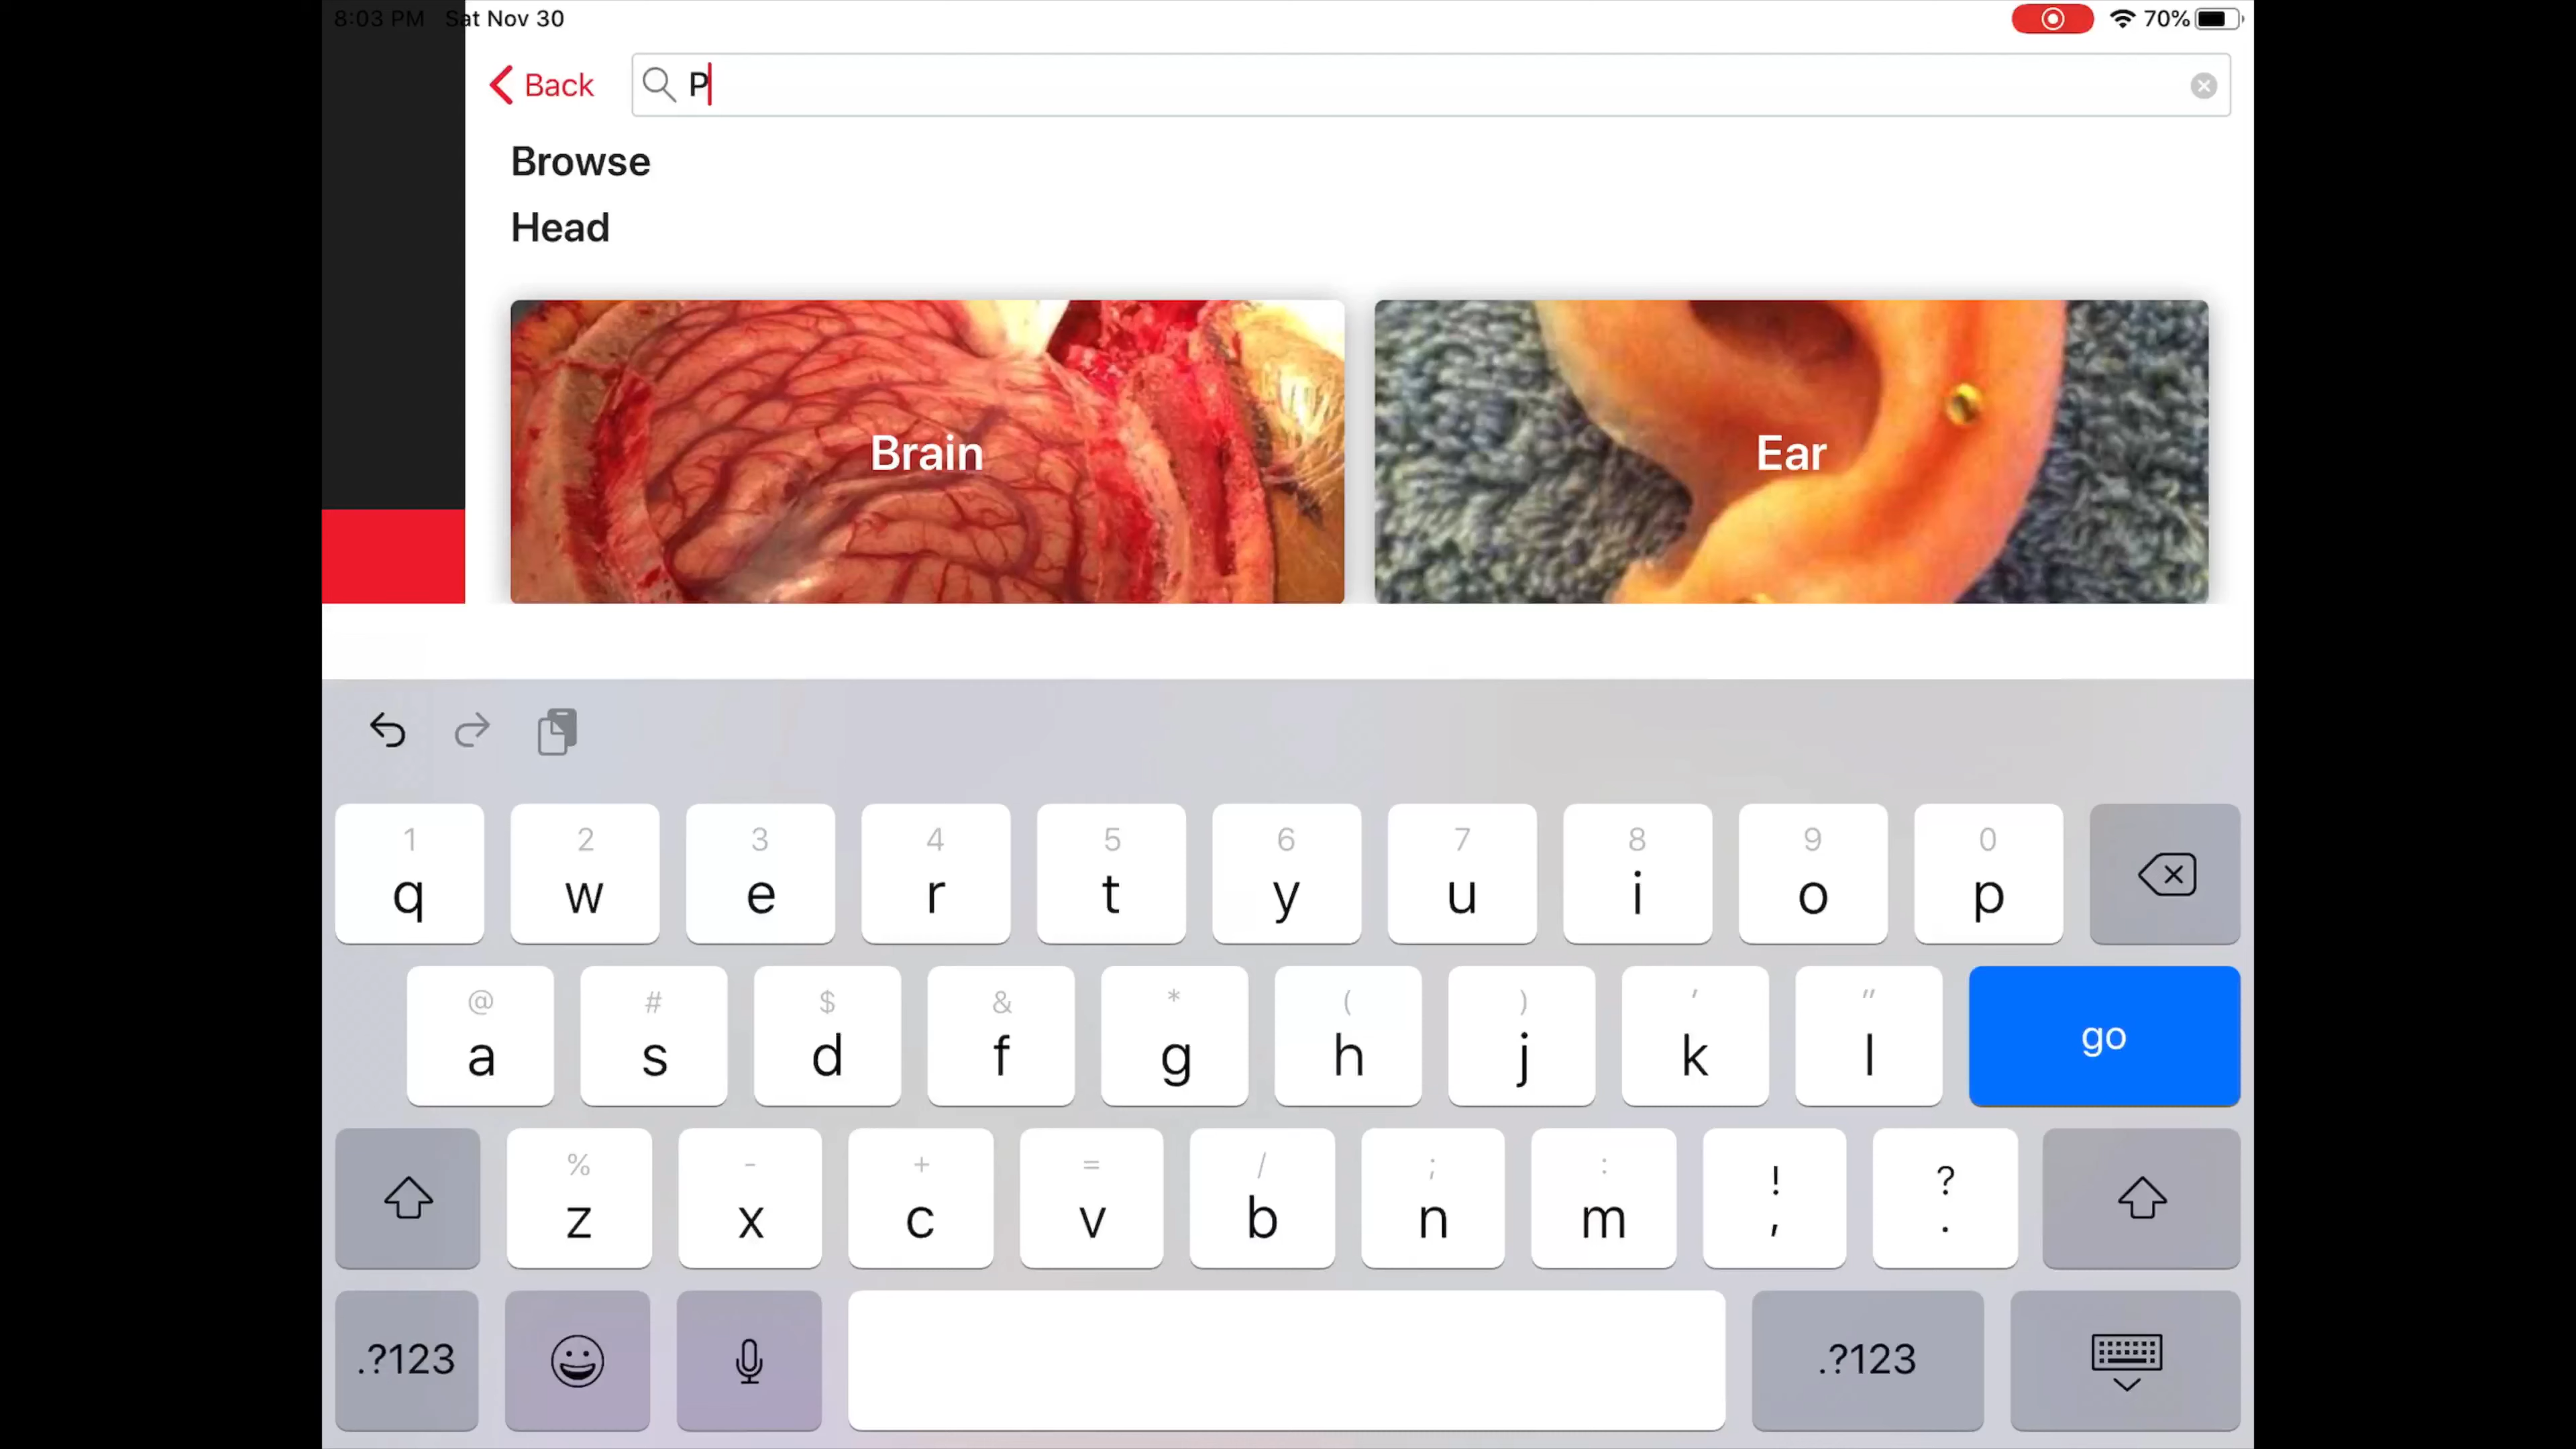 8:03 PM Sat Nov 30
70%
Back
P
Browse
Head
Brain
Ear
1 2 3 4 5 6 7 8 9 0
q w e r t y u i o p
@ # $ & * ( ) ' "
a s d f g h j k l
go
% - + = / ; : ! ?
z x c v b n m , .
.?123
.?123